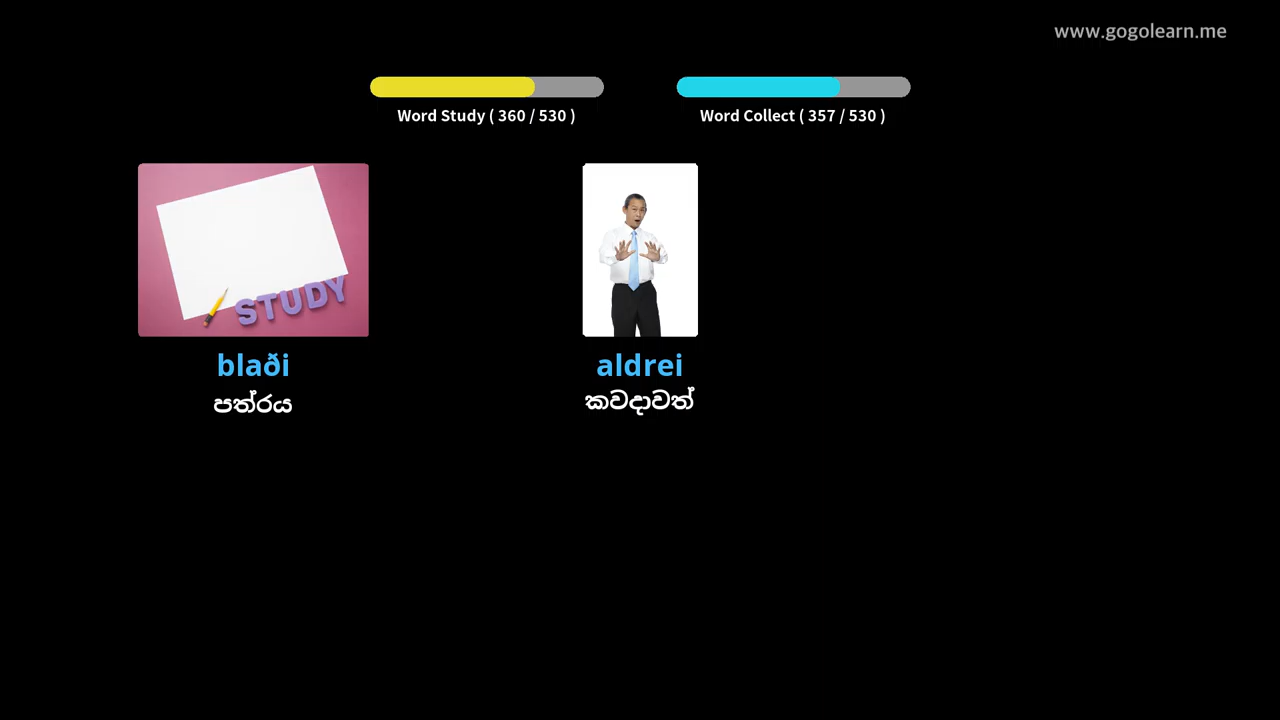 www.gogolearn.me
Word Study ( 360 / 530 )
Word Collect ( 357 / 530 )
STUDY
blaði
aldrei
පත්රය
කවදාවත්